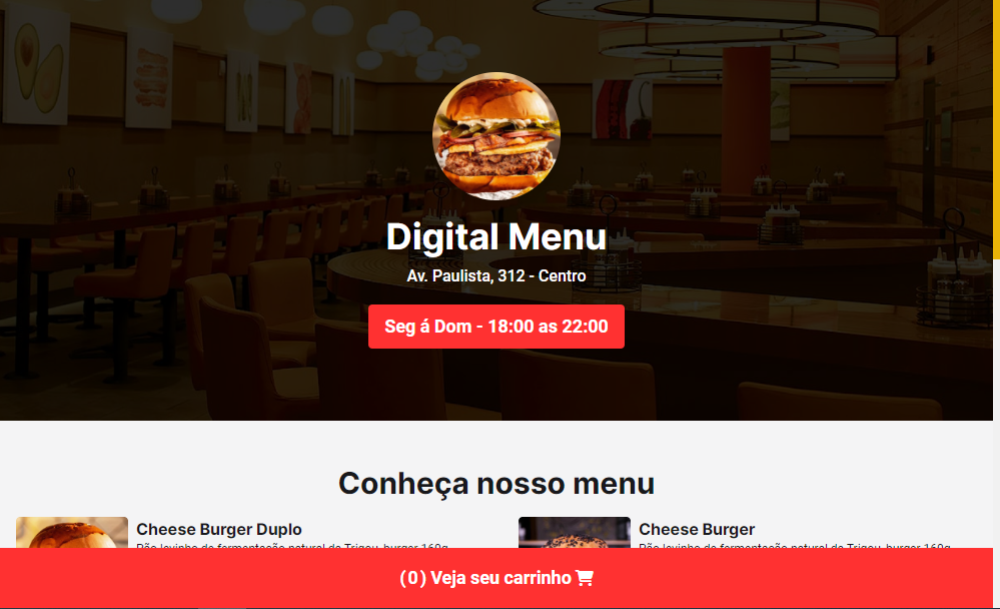 Digital Menu
Av. Paulista, 312 - Centro
Seg á Dom - 18:00 as 22:00
Conheça nosso menu
Cheese Burger Duplo
Cheese Burger
Pão levinho de fermentação natural da Trigou, burger 160g,
Pão levinho de fermentação natural da Trigou, burger 160g,
(0) Veja seu carrinho